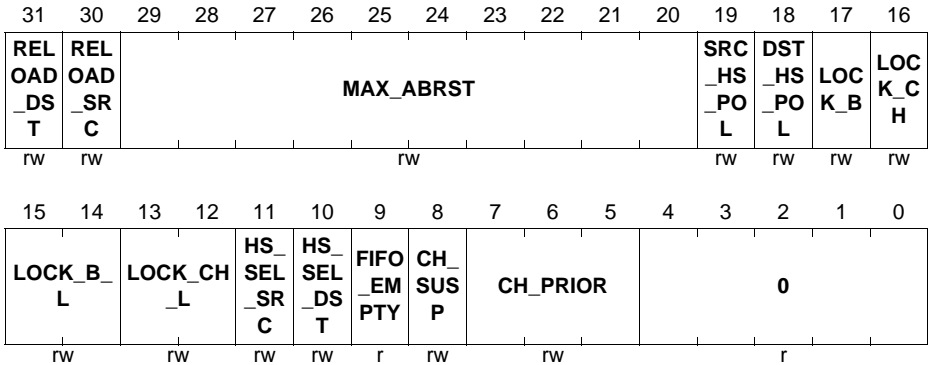 31 30 29 28 27 26 25 24 23 22 21 20 19 18 17 16
REL OAD _DS T
REL OAD _SR C
MAX_ABRST
SRC _HS _PO L
DST _HS _PO L
LOC K_B
LOC K_C H
rw rw rw rw rw rw rw
15 14 13 12 11 10 9 8 7 6 5 4 3 2 1 0
LOCK_B_ L
LOCK_CH _L
HS_ SEL _SR C
HS_ SEL _DS T
FIFO _EM PTY
CH_ SUS P
CH_PRIOR
0
rw rw rw rw r rw rw r